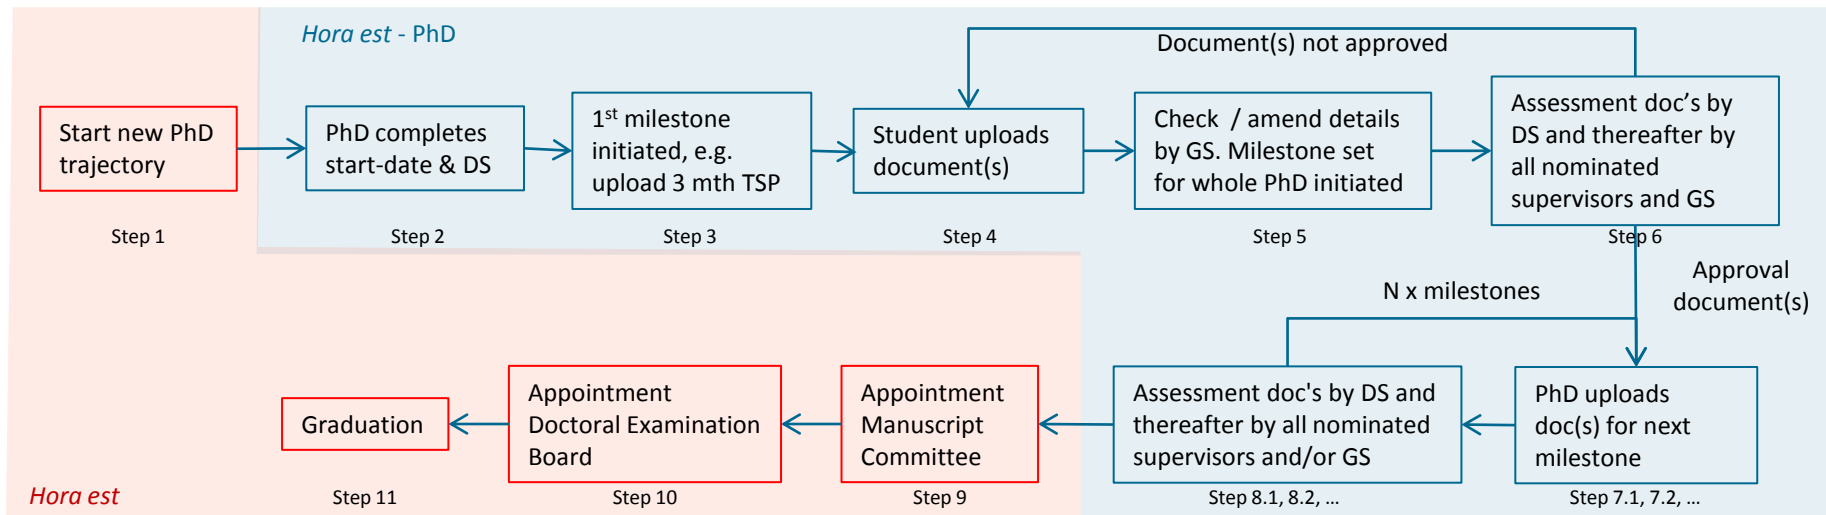 Hora est - PhD
Document(s) not approved
Start new PhD
trajectory
PhD completes
start-date & DS
1st milestone
initiated, e.g.
upload 3 mth TSP
Student uploads
document(s)
Check / amend details
by GS. Milestone set
for whole PhD initiated
Assessment doc's by
DS and thereafter by
all nominated
supervisors and GS
Step 1
Step 2
Step 3
Step 4
Step 5
Step 6
Approval
document(s)
N x milestones
Graduation
Appointment
Doctoral Examination
Board
Appointment
Manuscript
Committee
Assessment doc's by DS and
thereafter by all nominated
supervisors and/or GS
PhD uploads
doc(s) for next
milestone
Hora est
Step 11
Step 10
Step 9
Step 8.1, 8.2, ...
Step 7.1, 7.2, ...